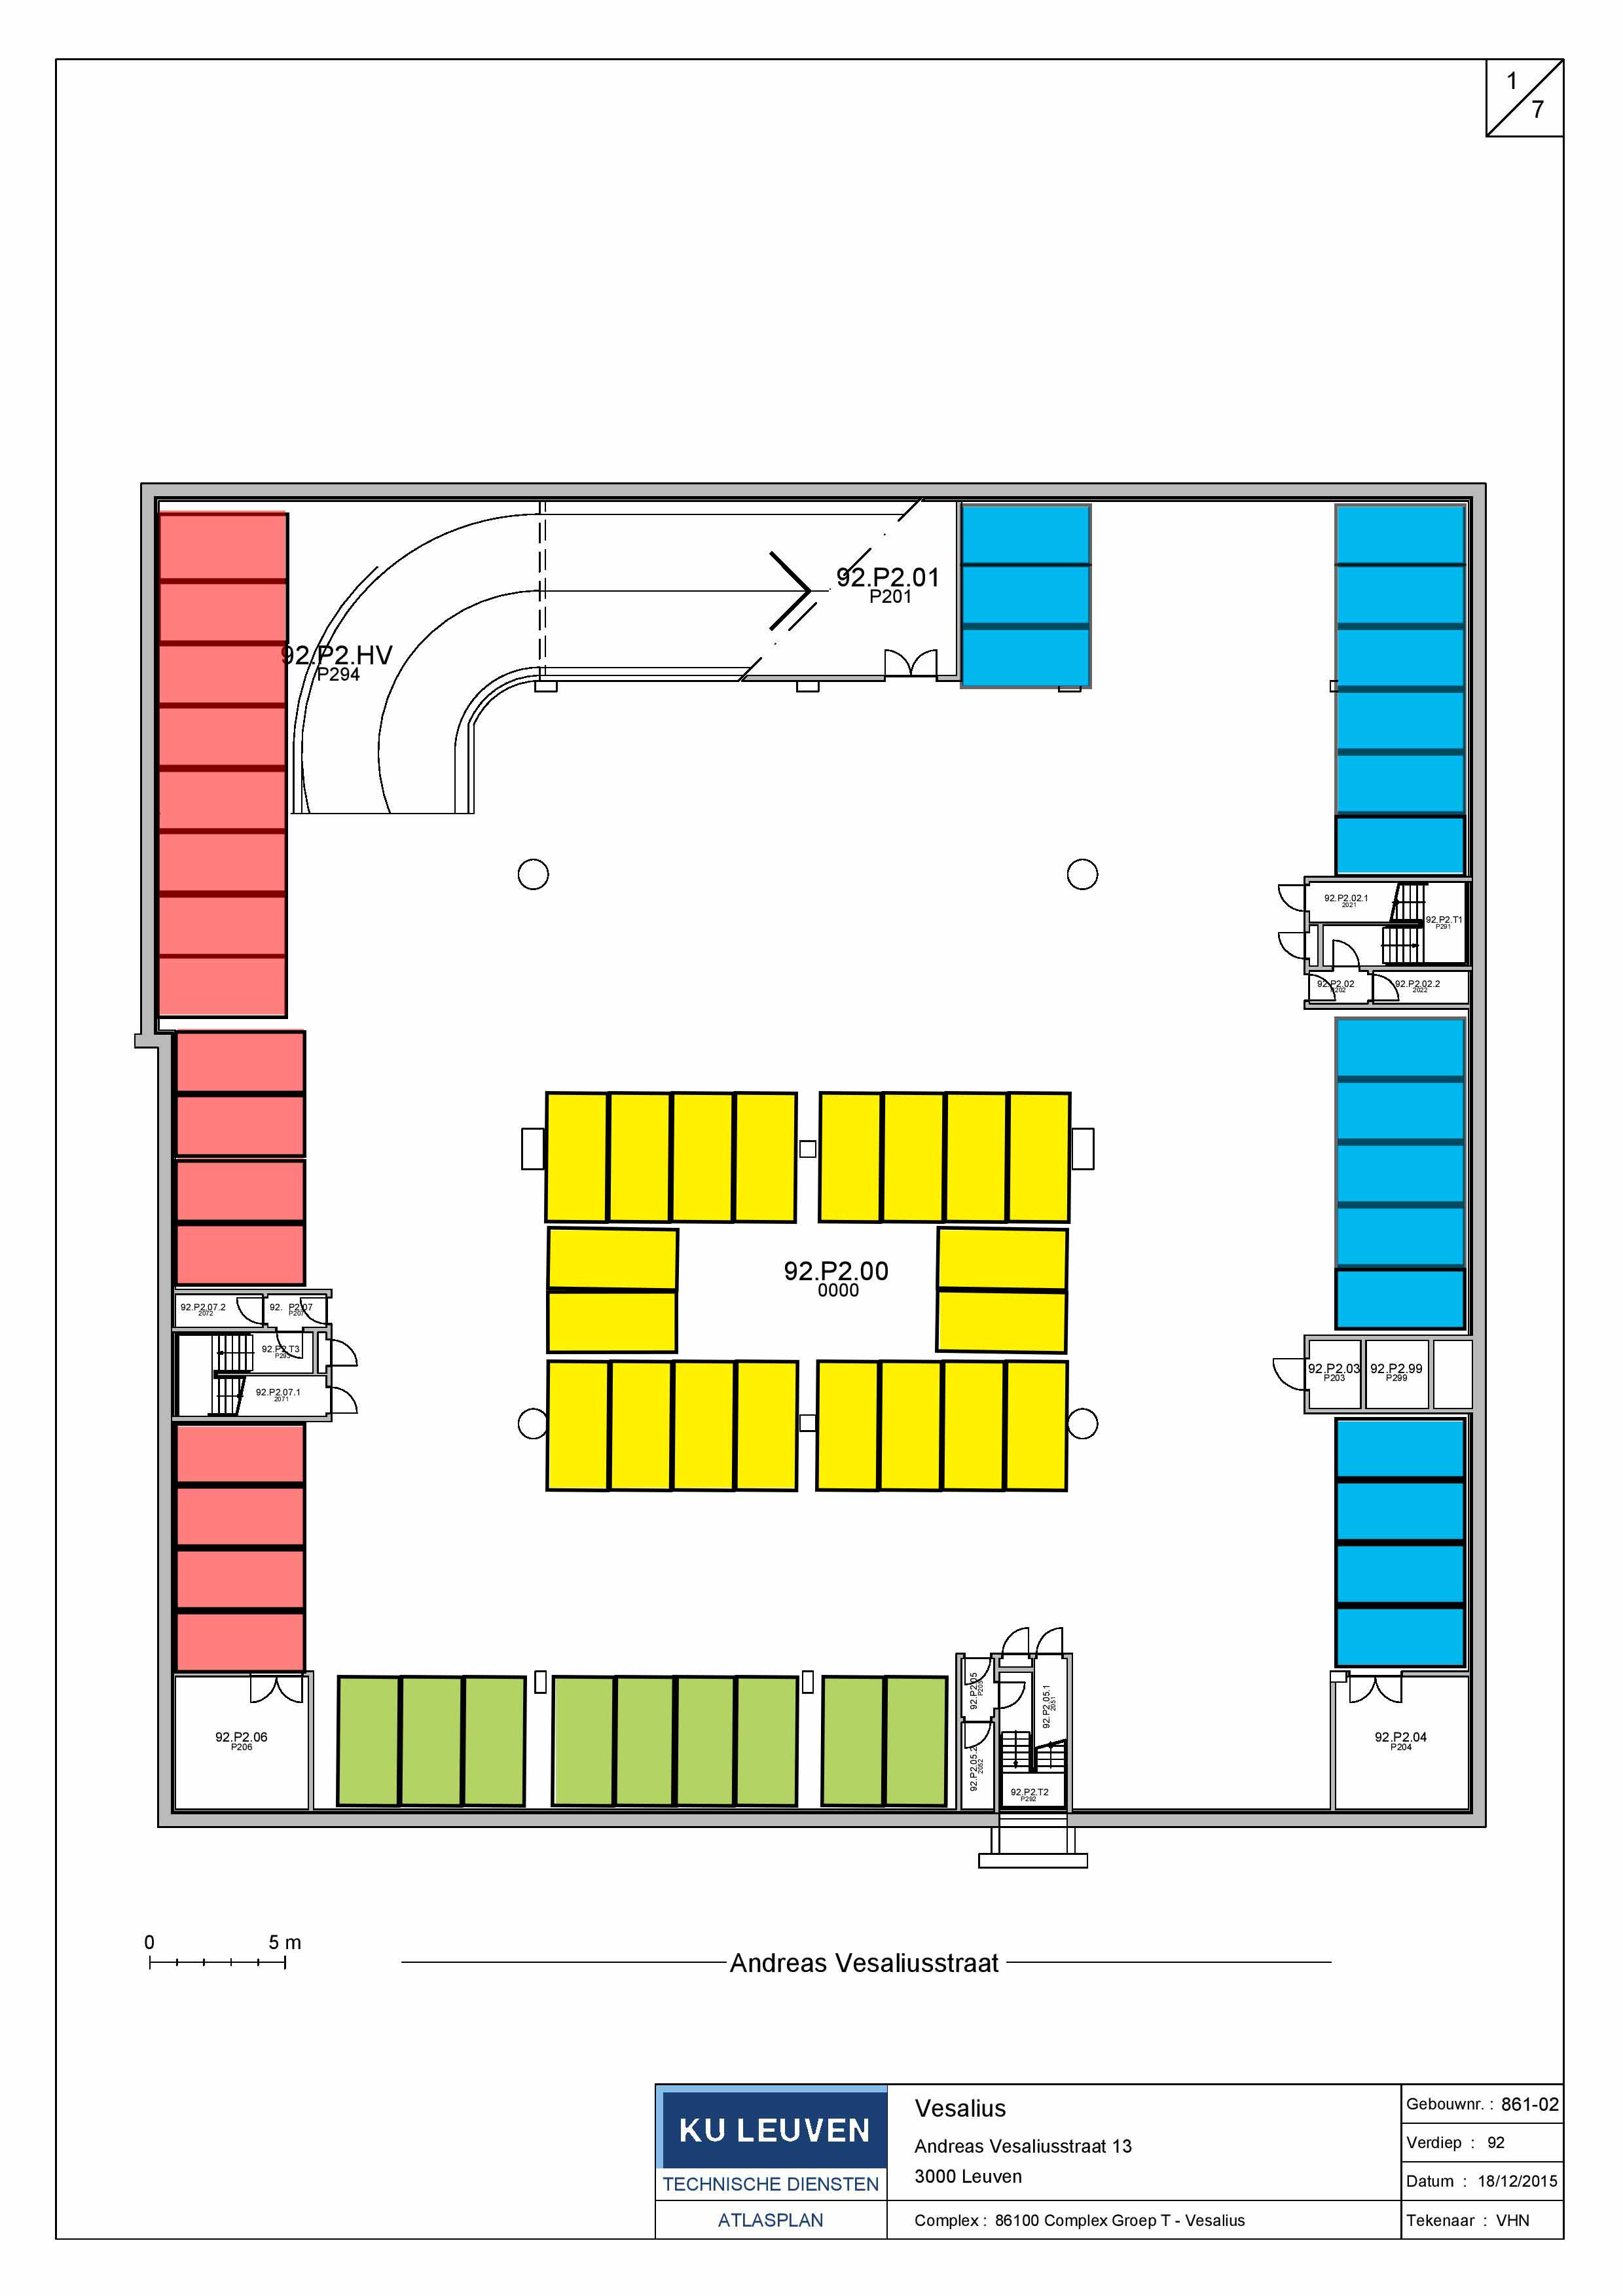 1
7
92.P2.01
P201
92.P2.HV
P294
92.P2.02.1
2021
92.P2.T1
P291
92.P2.02
P202
92.P2.02.2
2022
92.P2.00
0000
92.P2.07.2
2072
92. P2.07
P207
92.P2.T3
P293
92.P2.07.1
2071
92.P2.03
P203
92.P2.99
P299
92.P2.05
92.P2.05.1
2051
92.P2.05.2
2052
92.P2.06
P206
92.P2.04
P204
92.P2.T2
P292
0
5 m
Andreas Vesaliusstraat
KU LEUVEN
TECHNISCHE DIENSTEN
ATLASPLAN
Vesalius
Andreas Vesaliusstraat 13
3000 Leuven
Complex : 86100 Complex Groep T - Vesalius
Gebouwnr. : 861-02
Verdiep : 92
Datum : 18/12/2015
Tekenaar : VHN